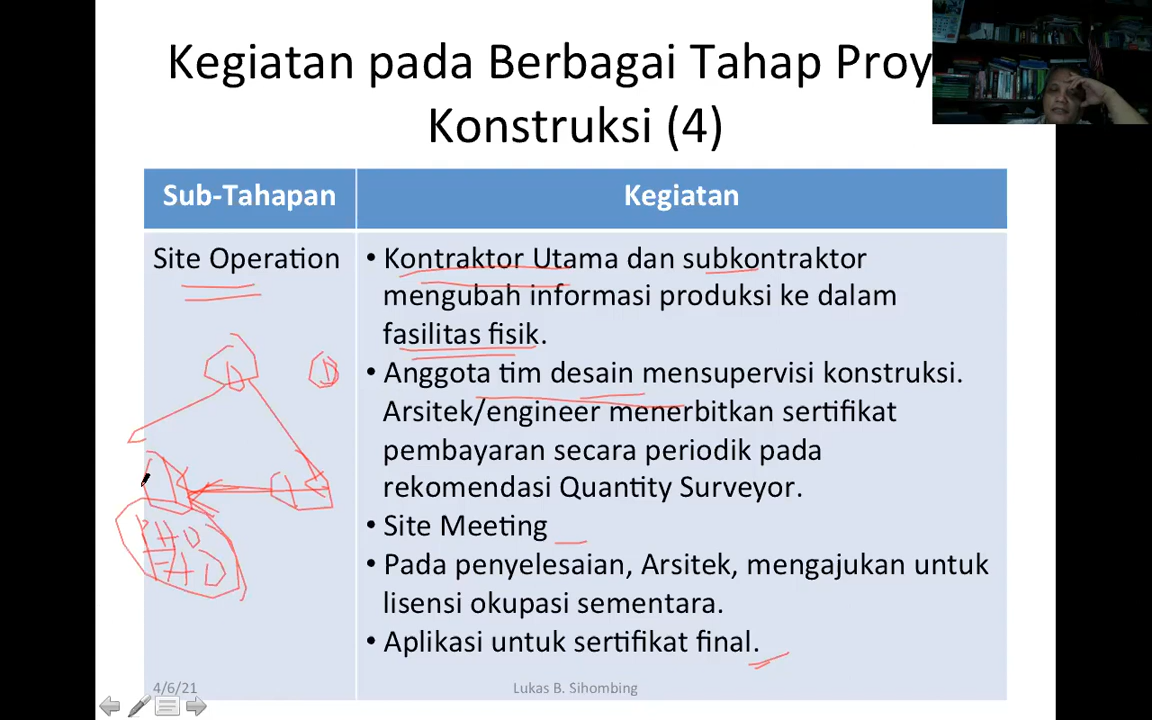 Kegiatan pada Berbagai Tahap Proy
Konstruksi (4)
Sub-Tahapan
Kegiatan
Site Operation
• Kontraktor Utama dan subkontraktor
mengubah informasi produksi ke dalam
fasilitas fisik.
• Anggota tim desain mensupervisi konstruksi.
Arsitek/engineer menerbitkan sertifikat
pembayaran secara periodik pada
rekomendasi Quantity Surveyor.
• Site Meeting
• Pada penyelesaian, Arsitek, mengajukan untuk
lisensi okupasi sementara.
• Aplikasi untuk sertifikat final.
D
PHO
FHO
4/6/21
Lukas B. Sihombing